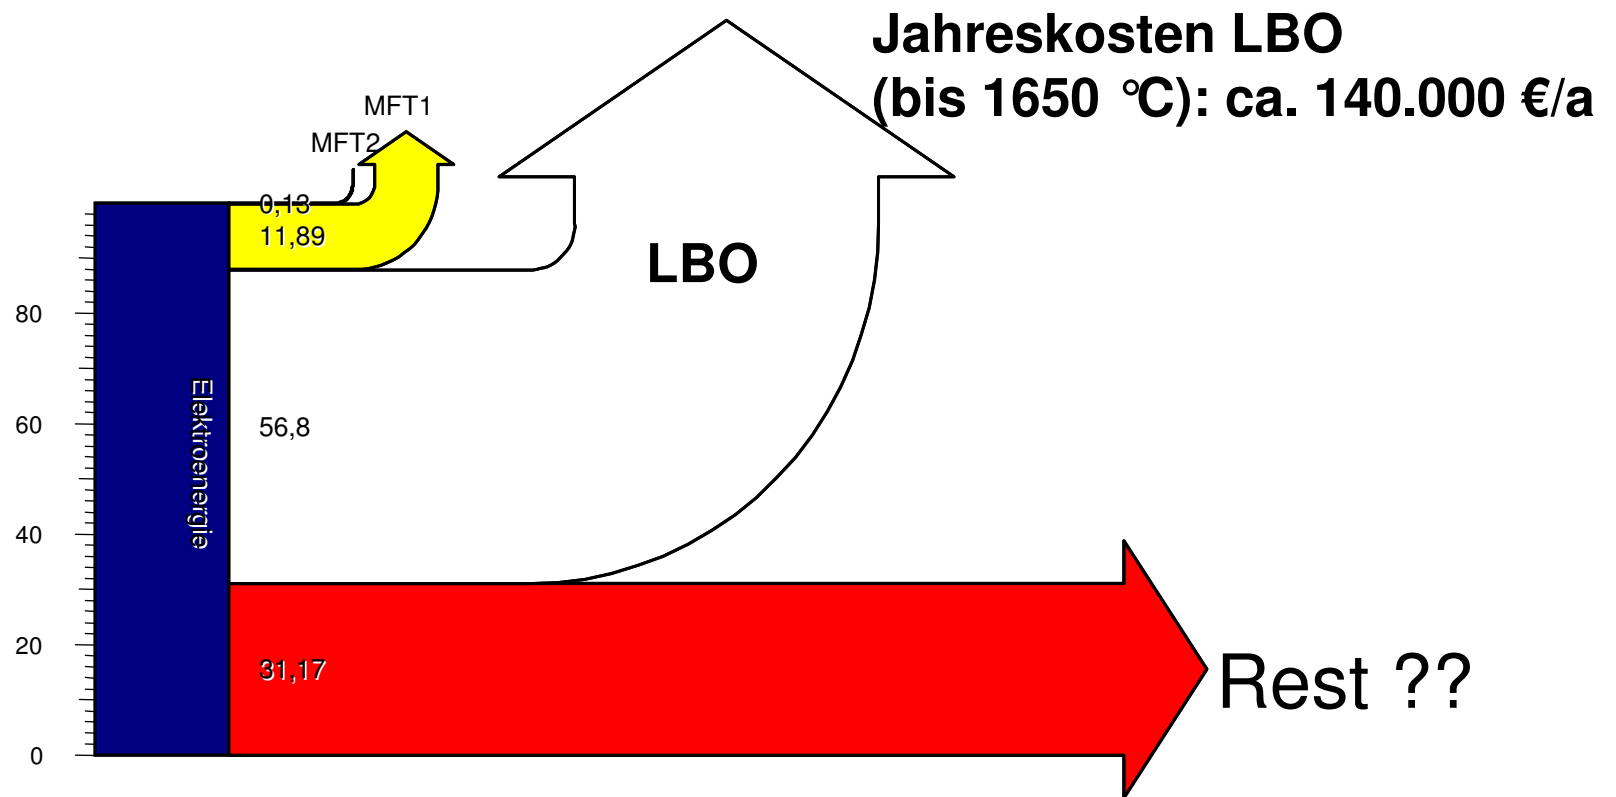 Jahreskosten LBO
(bis 1650 °C): ca. 140.000 €/a
MFT1
MFT2
0,13
11,89
LBO
80
Elektroenergie
60
56,8
40
20
31,17
Rest ??
0